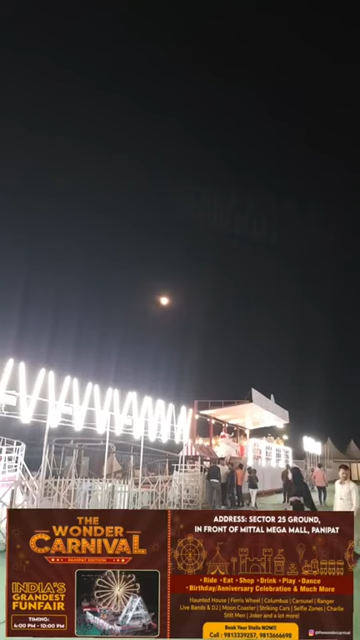 THE
WONDER
CARNIVAL
PANIPAT EDITION
INDIA'S
GRANDEST
FUNFAIR
TIMING:
4:00 PM - 10:00 PM
ADDRESS: SECTOR 25 GROUND,
IN FRONT OF MITTAL MEGA MALL, PANIPAT
• Ride • Eat • Shop • Drink • Play • Dance
• Birthday/Anniversary Celebration & Much More
Haunted House | Ferris Wheel | Columbus | Carousel | Ranger
Live Bands & DJ | Moon Coaster | Striking Cars | Selfie Zones | Charlie
Stilt Men | Joker and a lot more!
Book Your Stalls NOW!!!
Call : 9813339257, 9813666698